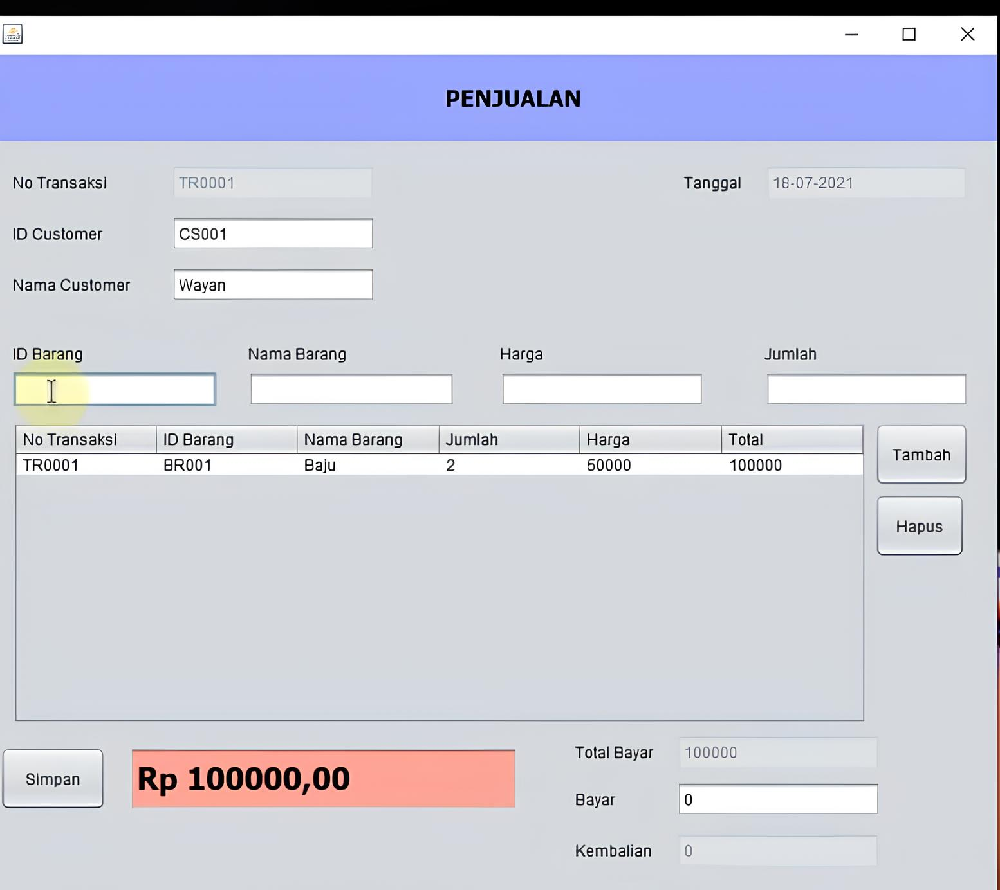 PENJUALAN
No Transaksi TR0001 Tanggal 18-07-2021
ID Customer CS001
Nama Customer Wayan
ID Barang Nama Barang Harga Jumlah
No Transaksi ID Barang Nama Barang Jumlah Harga Total
TR0001 BR001 Baju 2 50000 100000
Tambah
Hapus
Simpan
Rp 100000,00
Total Bayar 100000
Bayar 0
Kembalian 0